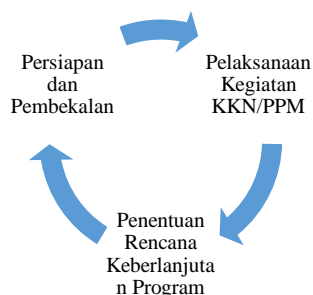 Persiapan
dan
Pembekalan
Pelaksanaan
Kegiatan
KKN/PPM
Penentuan
Rencana
Keberlanjuta
n Program